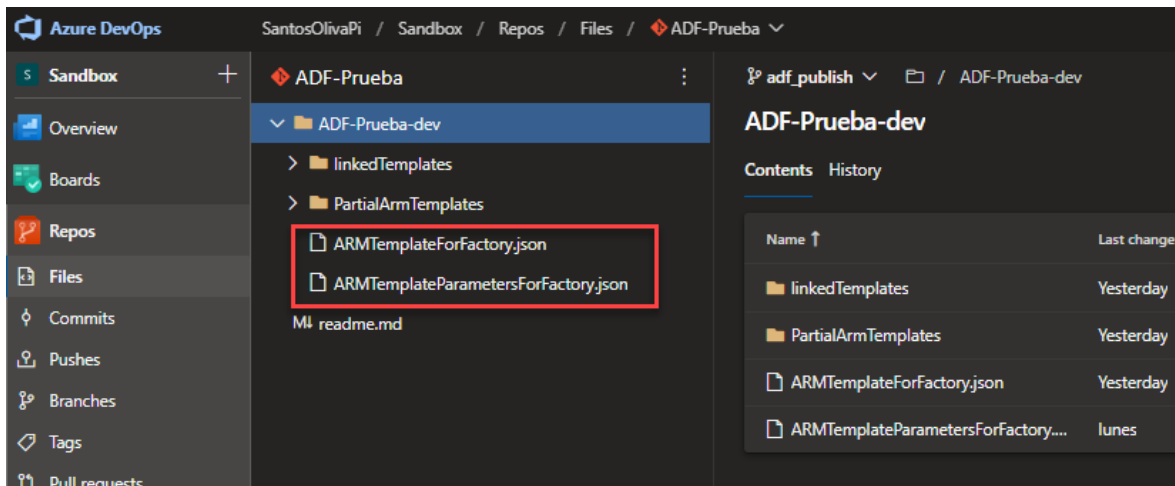 Azure DevOps
SantosOlivaPi / Sandbox / Repos / Files / ADF-Prueba
S Sandbox
Overview
Boards
Repos
Files
Commits
Pushes
Branches
Tags
Pull requests
ADF-Prueba
ADF-Prueba-dev
linkedTemplates
PartialArmTemplates
ARMTemplateForFactory.json
ARMTemplateParametersForFactory.json
M↓ readme.md
adf_publish / ADF-Prueba-dev
ADF-Prueba-dev
Contents History
Name ↑ Last change
linkedTemplates Yesterday
PartialArmTemplates Yesterday
ARMTemplateForFactory.json Yesterday
ARMTemplateParametersForFactory.... lunes